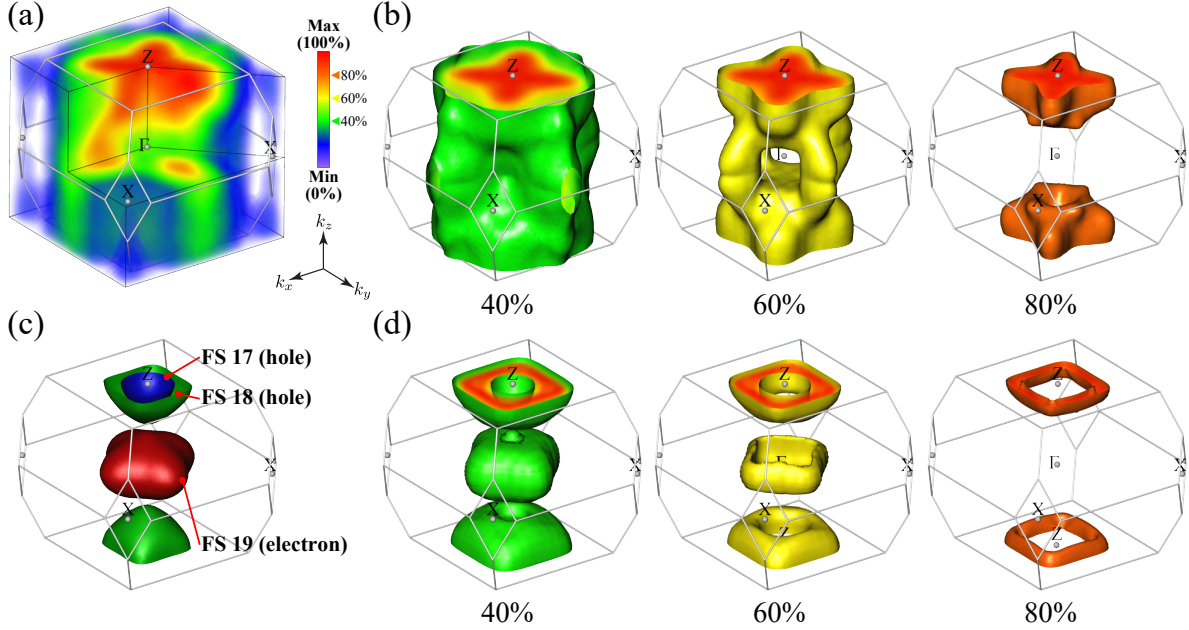 (a)
Max
(100%)
80%
60%
40%
Min
(0%)
Z
Γ
X
X
k_z
k_x
k_y
(b)
Z
X
X
40%
Z
Γ
X
X
60%
Z
Γ
X
X
80%
(c)
FS 17 (hole)
Z
FS 18 (hole)
X
X
FS 19 (electron)
(d)
Z
X
40%
Z
Γ
X
X
Z
60%
Z
Γ
X
X
Z
80%